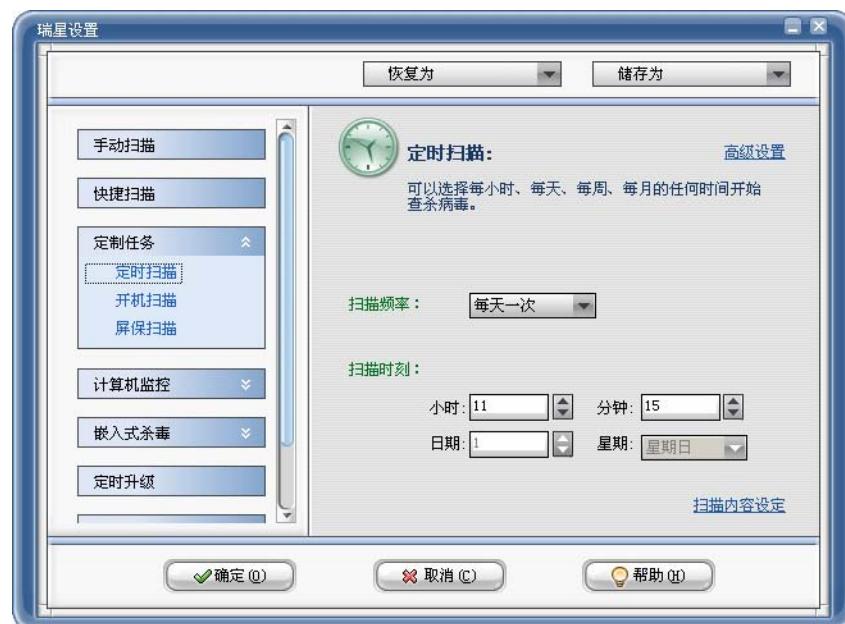 瑞星设置
恢复为
储存为
手动扫描
快捷扫描
定制任务
定时扫描
开机扫描
屏保扫描
计算机监控
嵌入式杀毒
定时升级
定时扫描：
高级设置
可以选择每小时、每天、每周、每月的任何时间开始
查杀病毒。
扫描频率：
每天一次
扫描时刻：
小时: 11
分钟: 15
日期: 1
星期: 星期日
扫描内容设定
确定(O)
取消(C)
帮助(H)